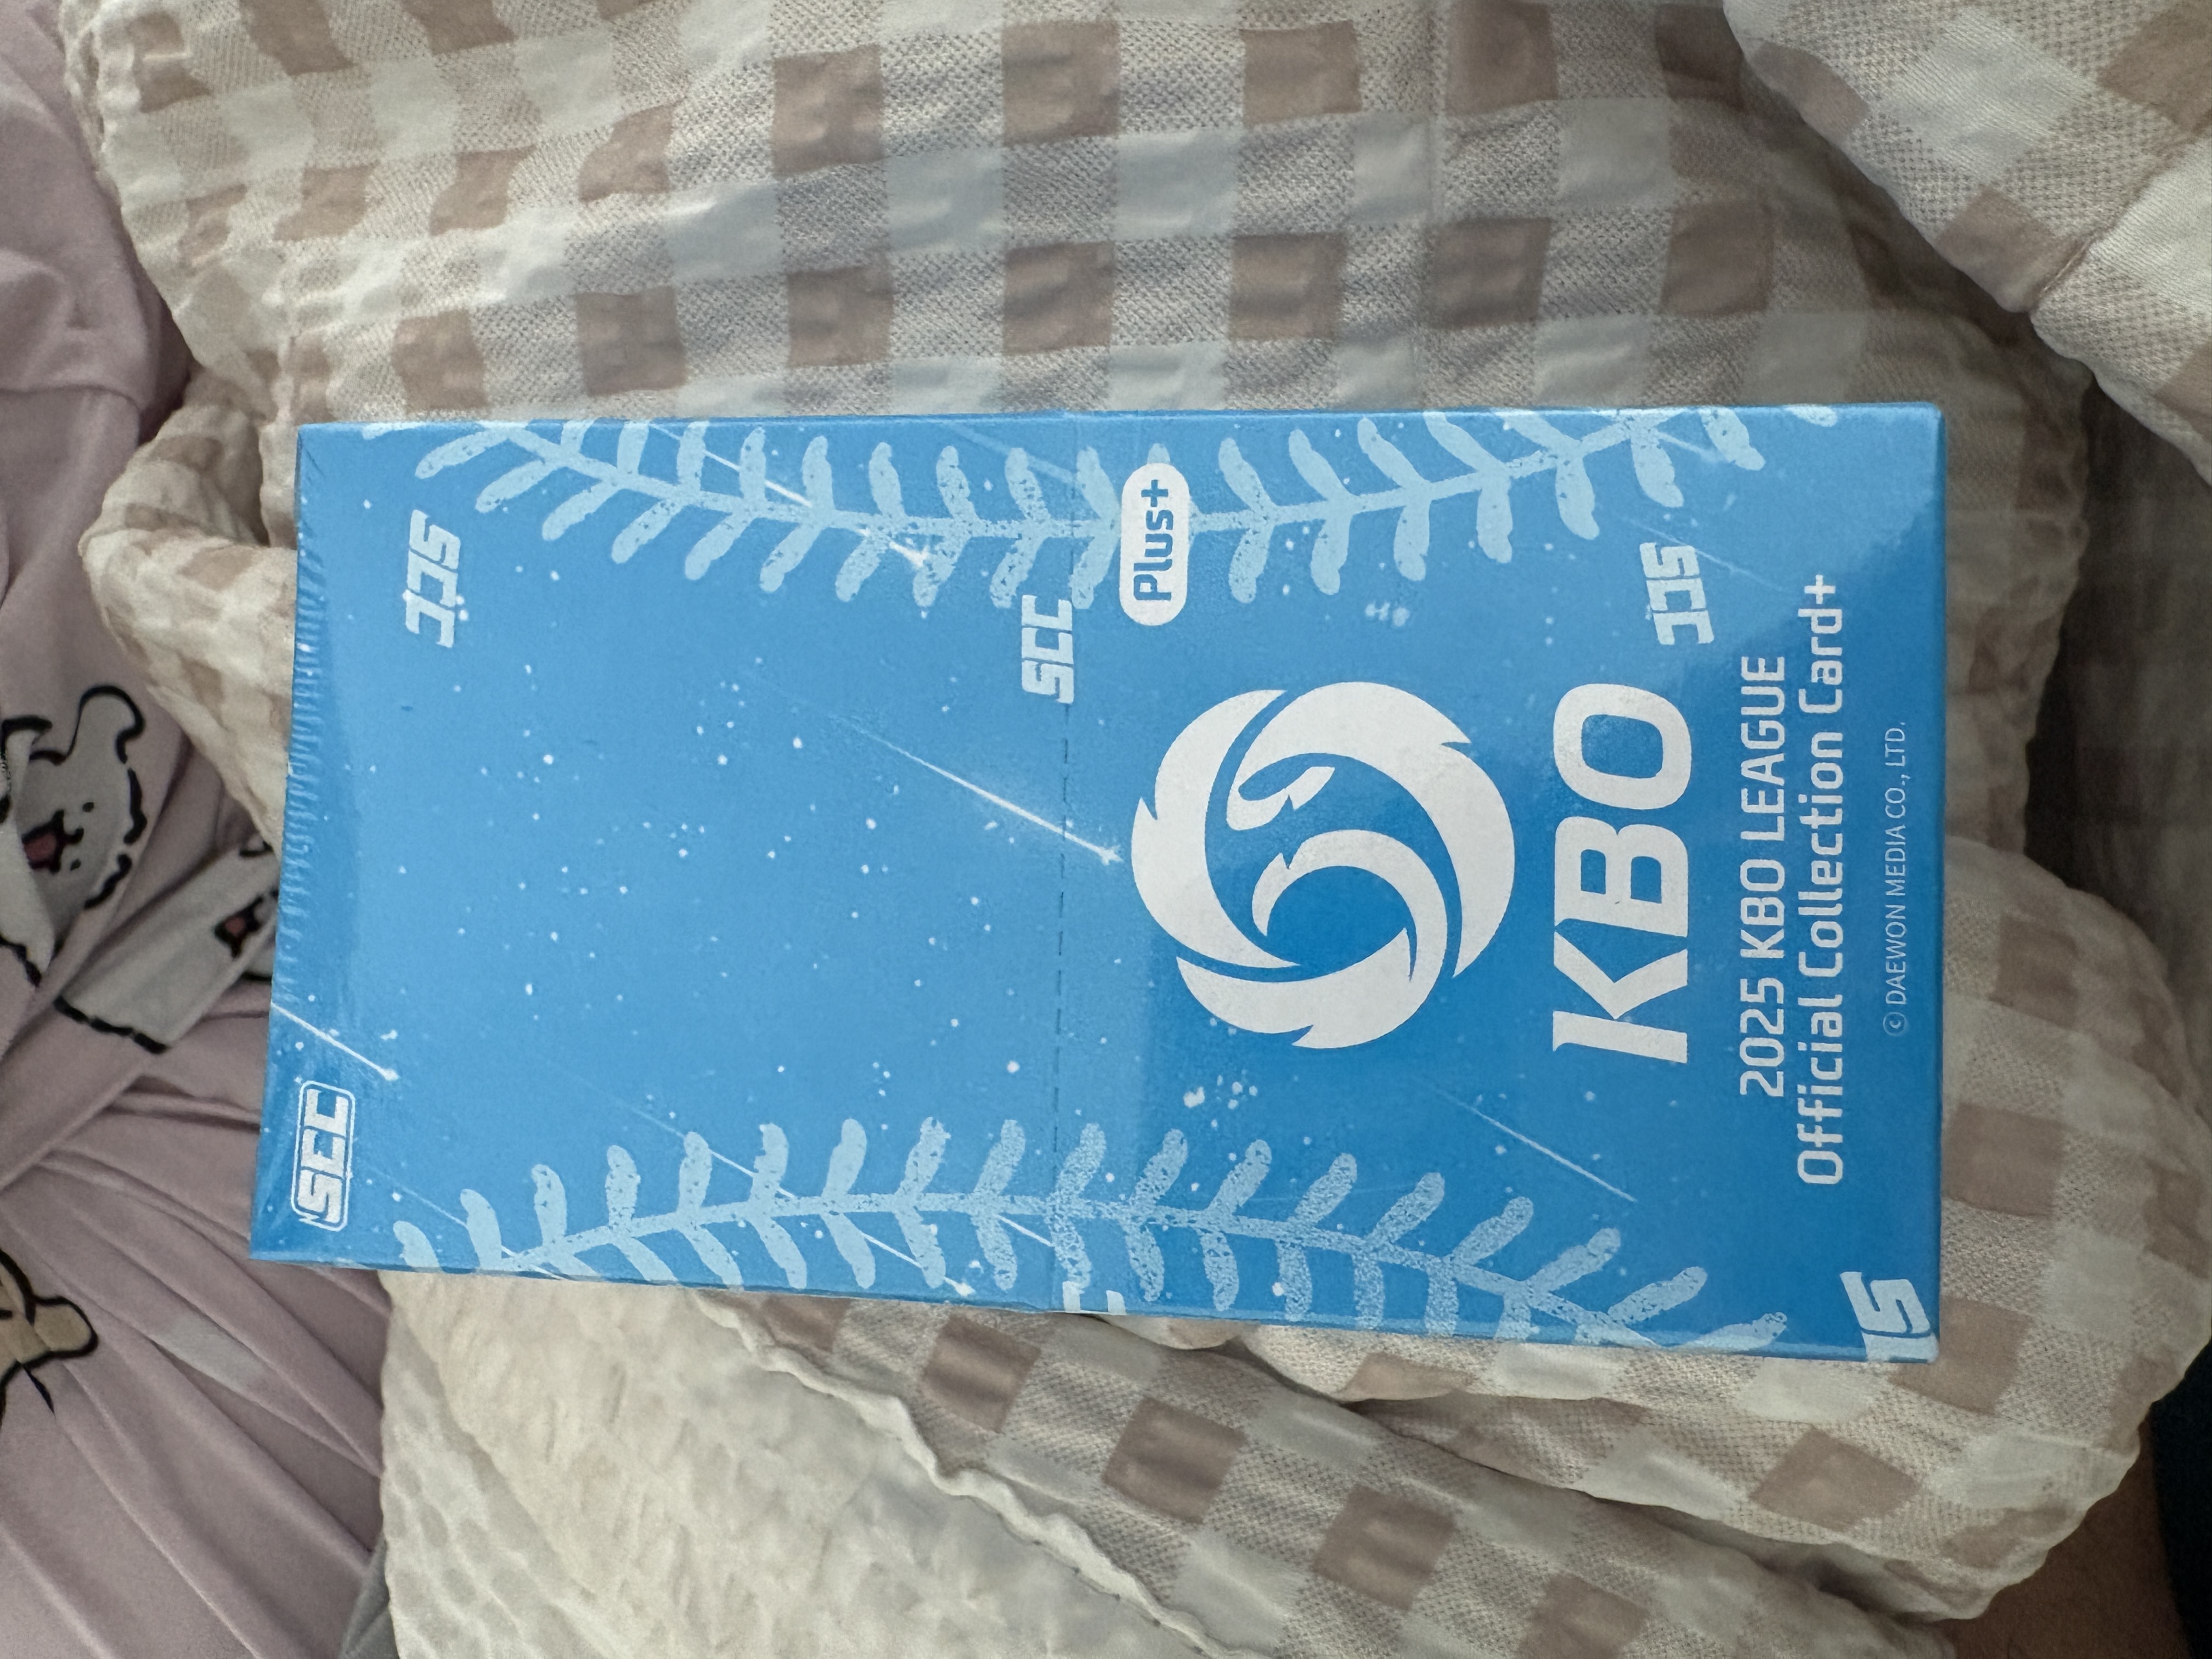 SCC
SCC
SCC
Plus+
KBO
SCC
2025 KBO LEAGUE
Official Collection Card+
© DAEWON MEDIA CO., LTD.